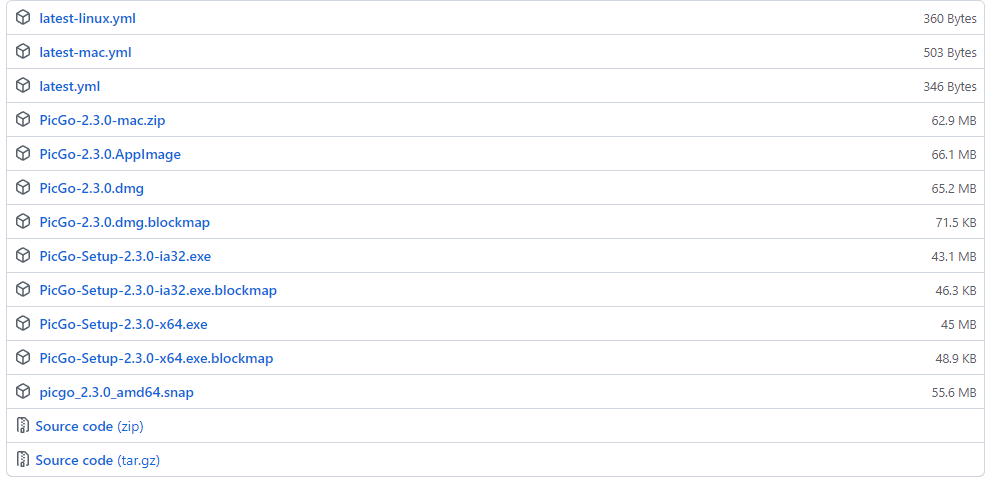 latest-linux.yml 360 Bytes
latest-mac.yml 503 Bytes
latest.yml 346 Bytes
PicGo-2.3.0-mac.zip 62.9 MB
PicGo-2.3.0.AppImage 66.1 MB
PicGo-2.3.0.dmg 65.2 MB
PicGo-2.3.0.dmg.blockmap 71.5 KB
PicGo-Setup-2.3.0-ia32.exe 43.1 MB
PicGo-Setup-2.3.0-ia32.exe.blockmap 46.3 KB
PicGo-Setup-2.3.0-x64.exe 45 MB
PicGo-Setup-2.3.0-x64.exe.blockmap 48.9 KB
picgo_2.3.0_amd64.snap 55.6 MB
Source code (zip)
Source code (tar.gz)